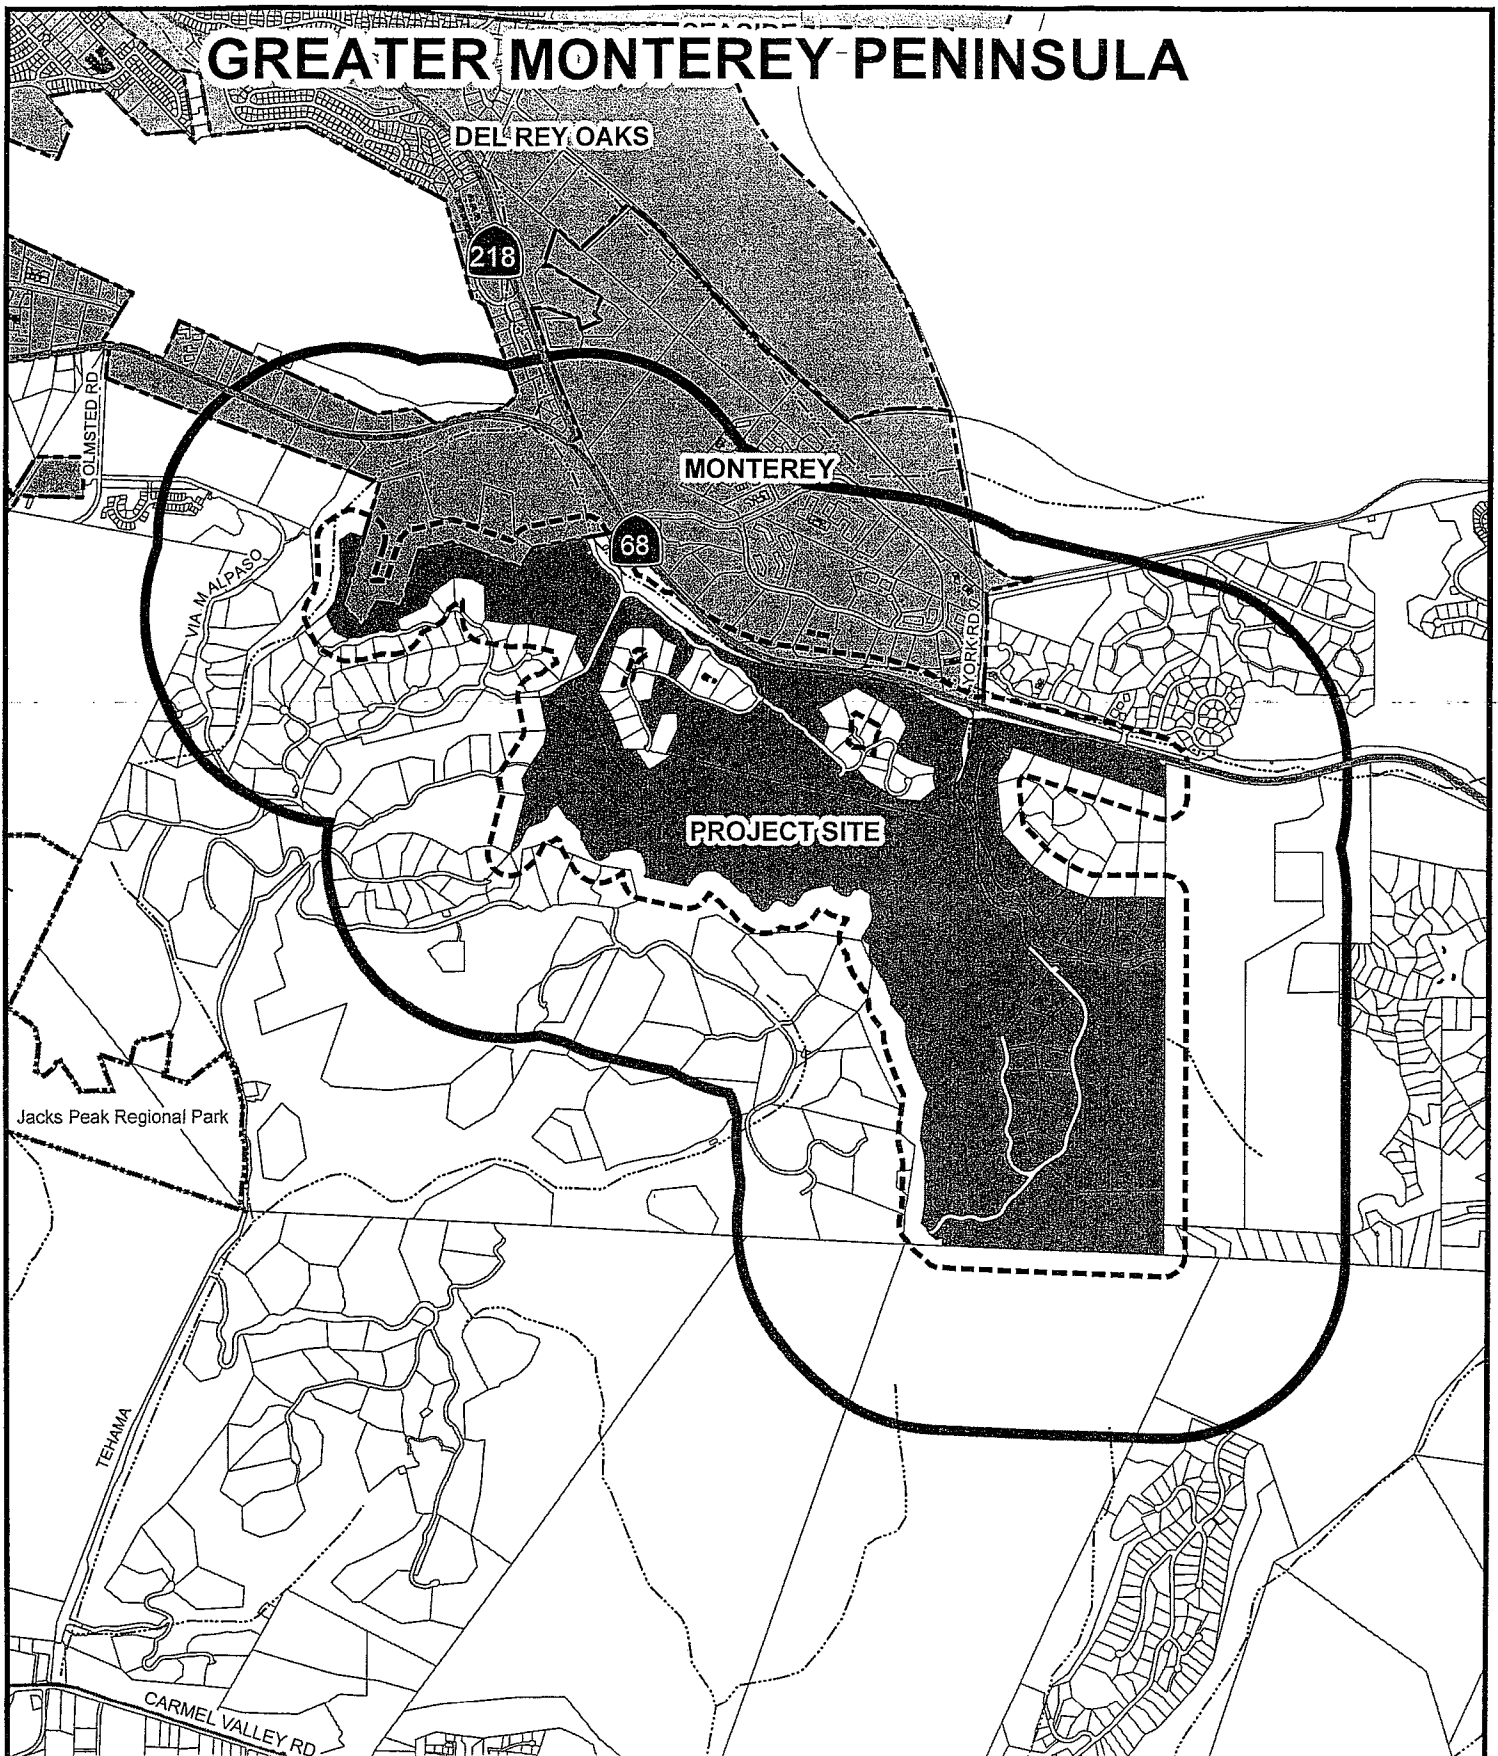 GREATER MONTEREY PENINSULA
DEL REY OAKS
218
OLMSTED RD
MONTEREY
68
VIA MALPASO
YORK RD
PROJECT SITE
Jacks Peak Regional Park
TEHAMA
CARMEL VALLEY RD